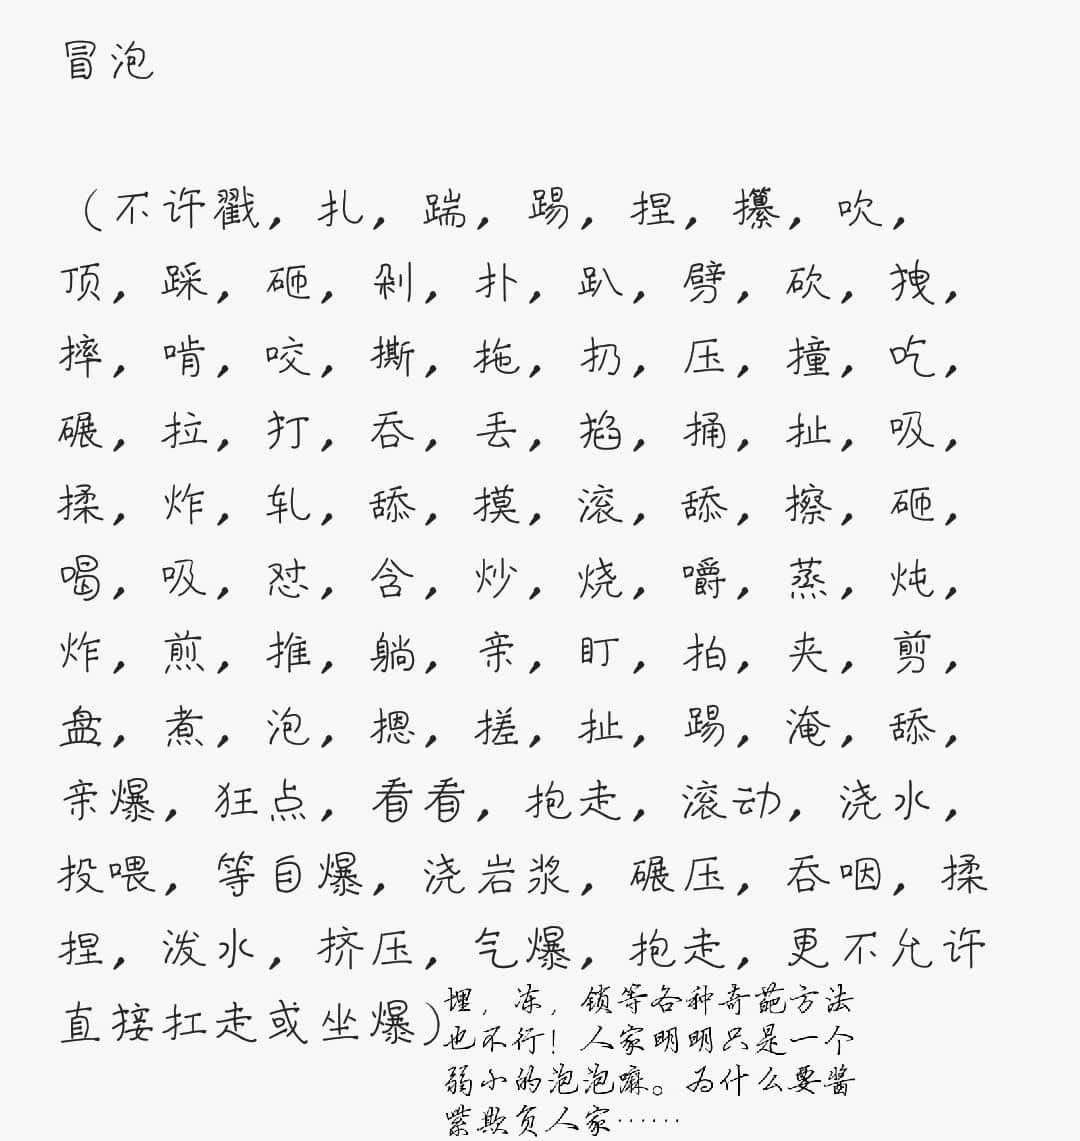 冒泡
（不许戳，扎，踹，踢，捏，攥，吹，
顶，踩，砸，剁，扑，趴，劈，砍，拽，
摔，啃，咬，撕，拖，扔，压，撞，吃，
碾，拉，打，吞，丢，掐，捅，扯，吸，
揉，炸，轧，舔，摸，滚，舔，擦，砸，
喝，吸，怼，含，炒，烧，嚼，蒸，炖，
炸，煎，推，躺，亲，盯，拍，夹，剪，
盘，煮，泡，摁，搓，扯，踢，淹，舔，
亲爆，狂点，看看，抱走，滚动，浇水，
投喂，等自爆，浇岩浆，碾压，吞咽，揉
捏，泼水，挤压，气爆，抱走，更不允许
直接扛走或坐爆）
埋，冻，锁等各种奇葩方法
也不行！人家明明只是一个
弱小的泡泡嘛。为什么要酱
紫欺负人家……